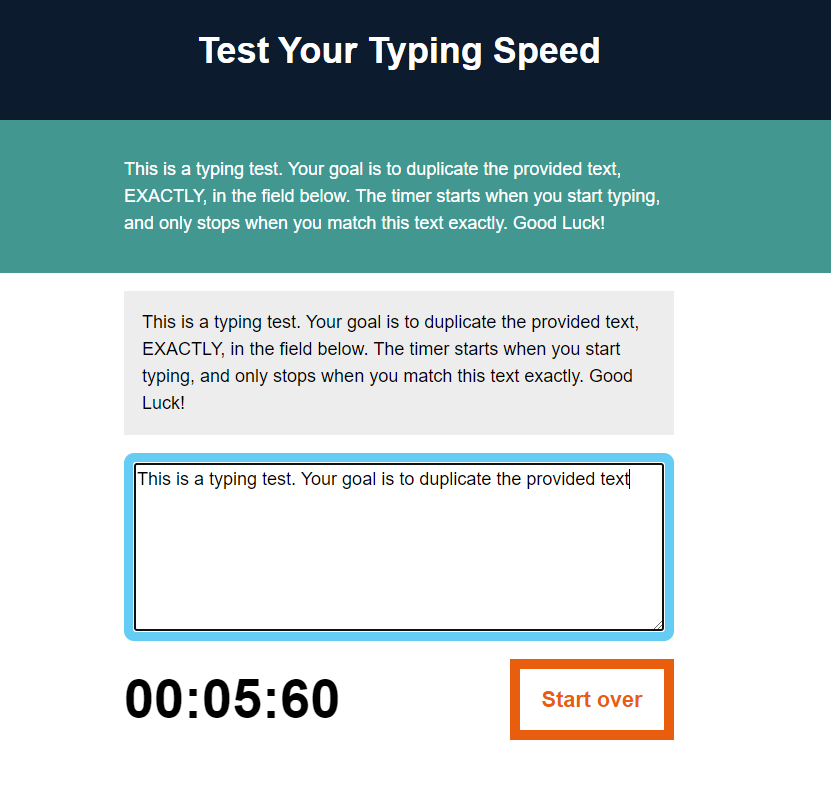 Test Your Typing Speed
This is a typing test. Your goal is to duplicate the provided text,
EXACTLY, in the field below. The timer starts when you start typing,
and only stops when you match this text exactly. Good Luck!
This is a typing test. Your goal is to duplicate the provided text,
EXACTLY, in the field below. The timer starts when you start
typing, and only stops when you match this text exactly. Good
Luck!
This is a typing test. Your goal is to duplicate the provided text
00:05:60
Start over